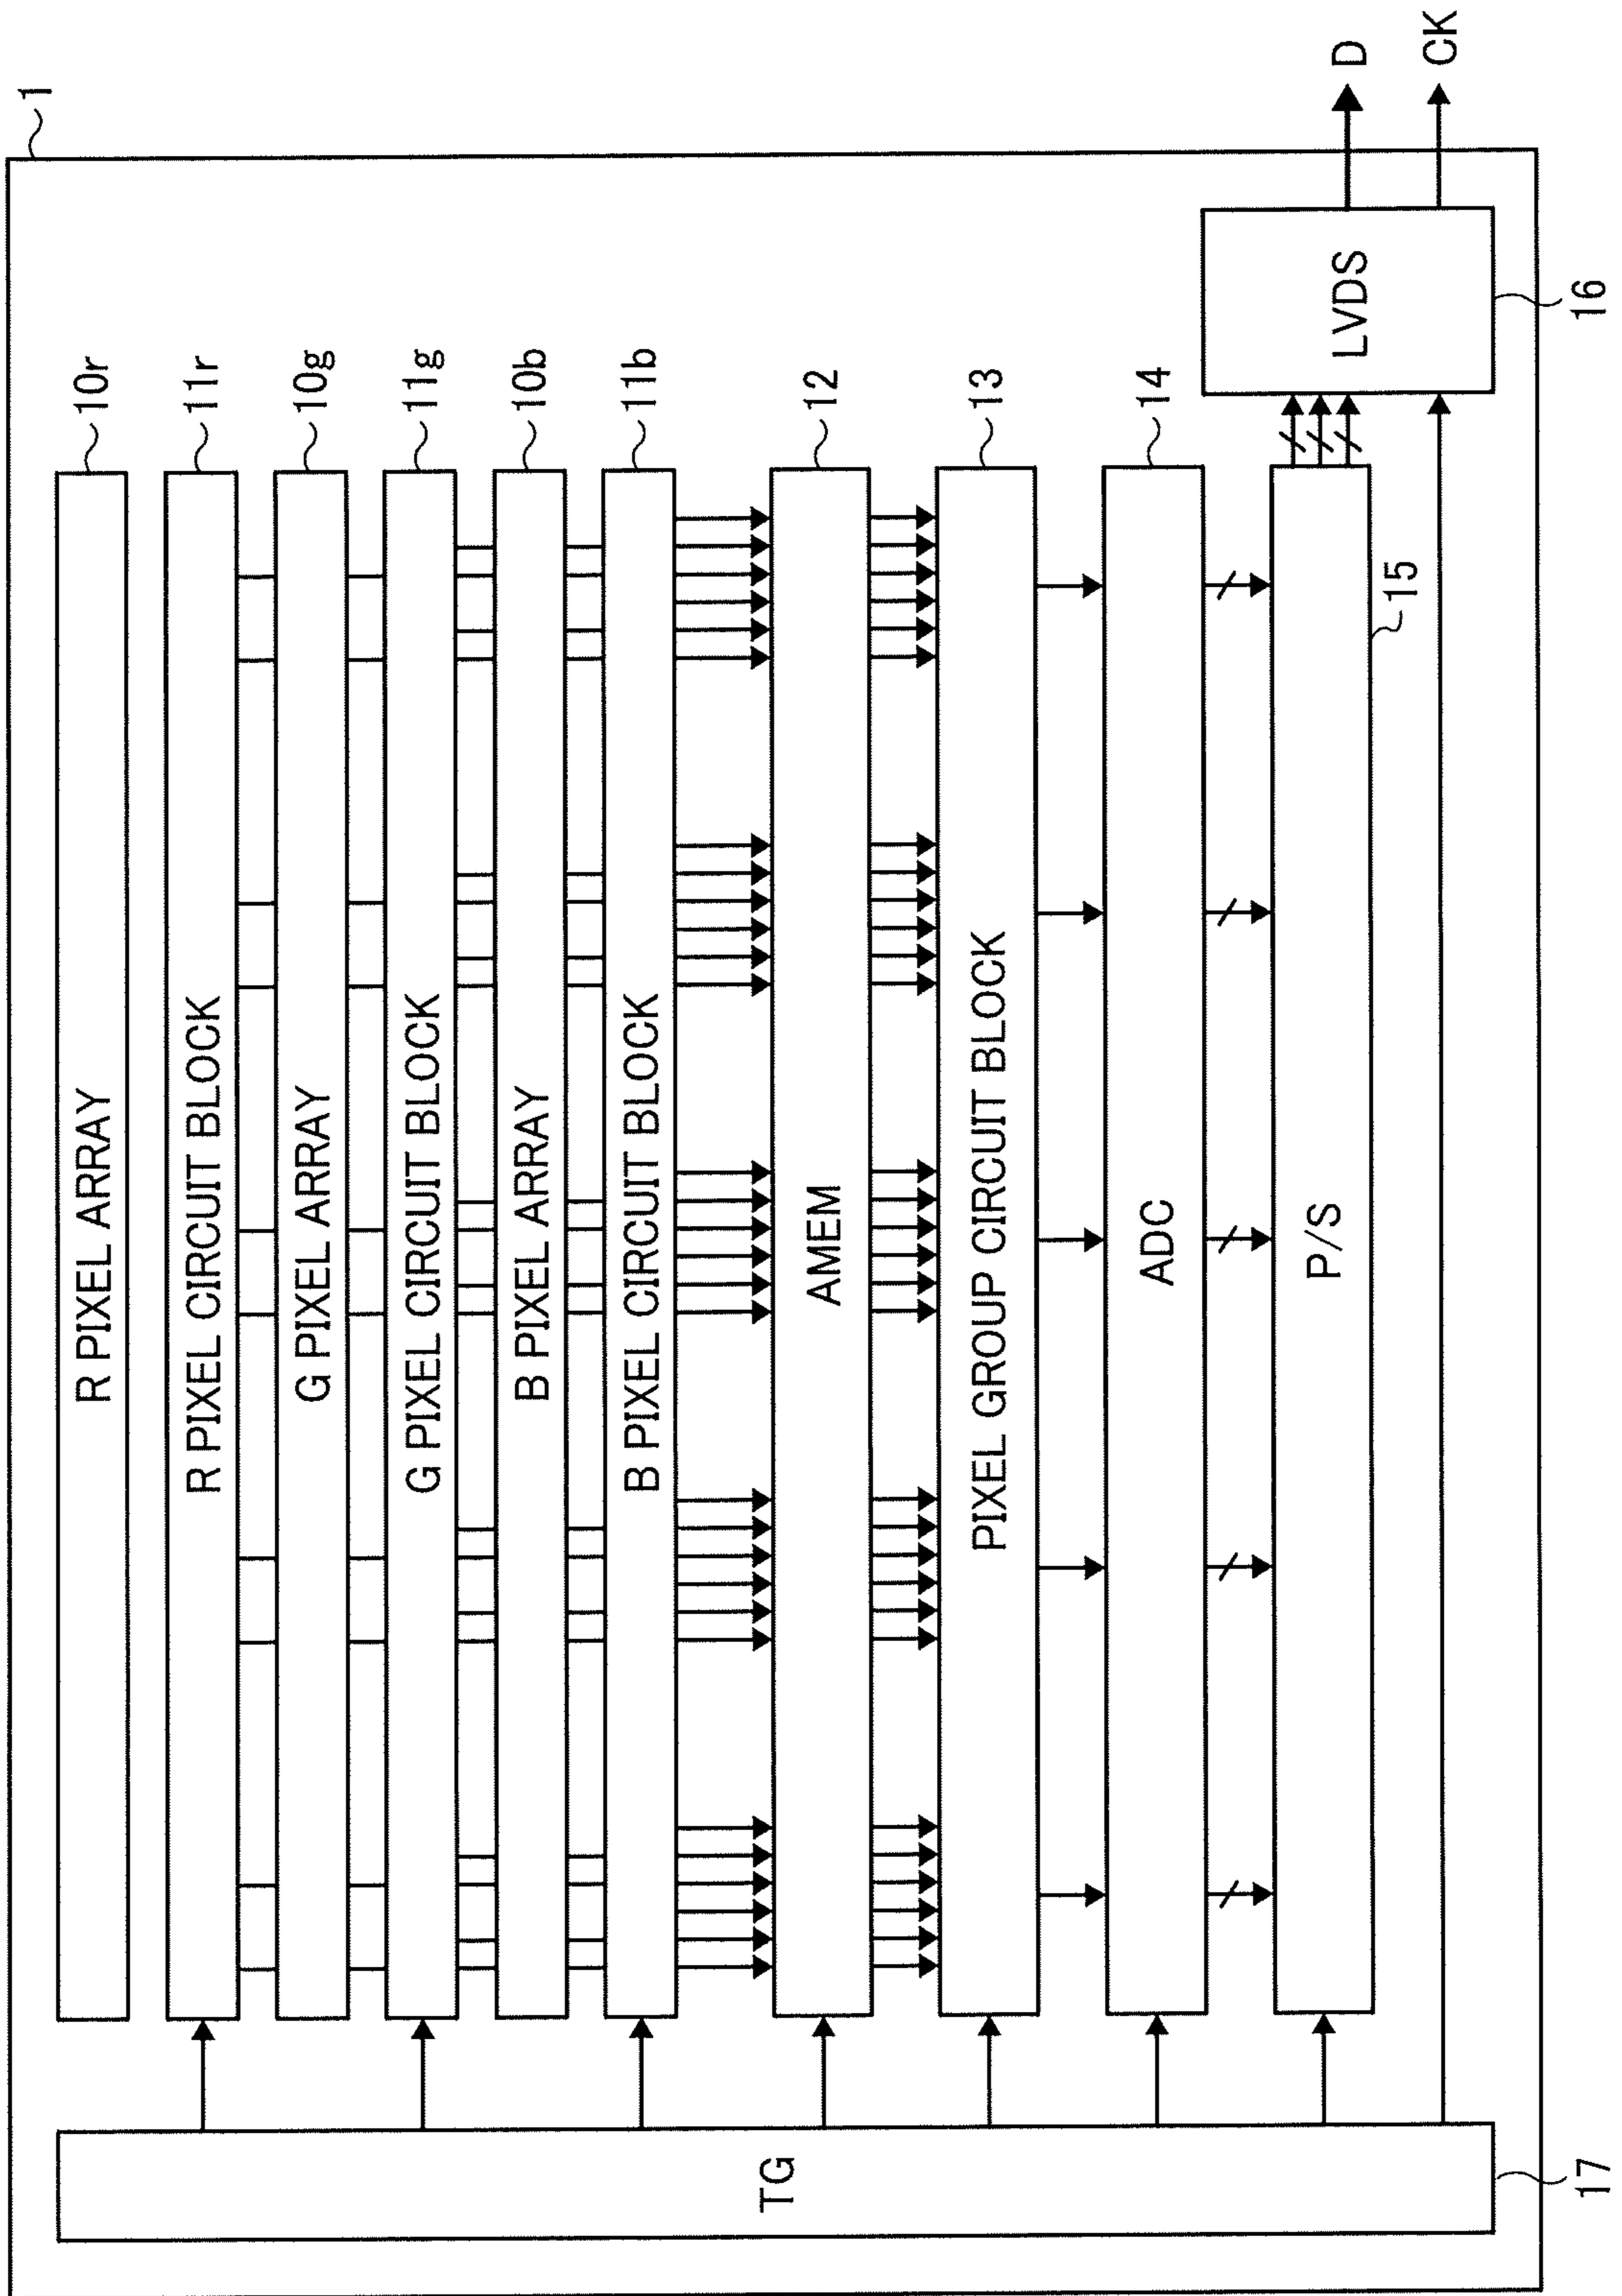 1
R PIXEL ARRAY
10r
R PIXEL CIRCUIT BLOCK
11r
G PIXEL ARRAY
10g
G PIXEL CIRCUIT BLOCK
11g
B PIXEL ARRAY
10b
B PIXEL CIRCUIT BLOCK
11b
AMEM
12
PIXEL GROUP CIRCUIT BLOCK
13
ADC
14
P/S
15
LVDS
16
D
CK
TG
17